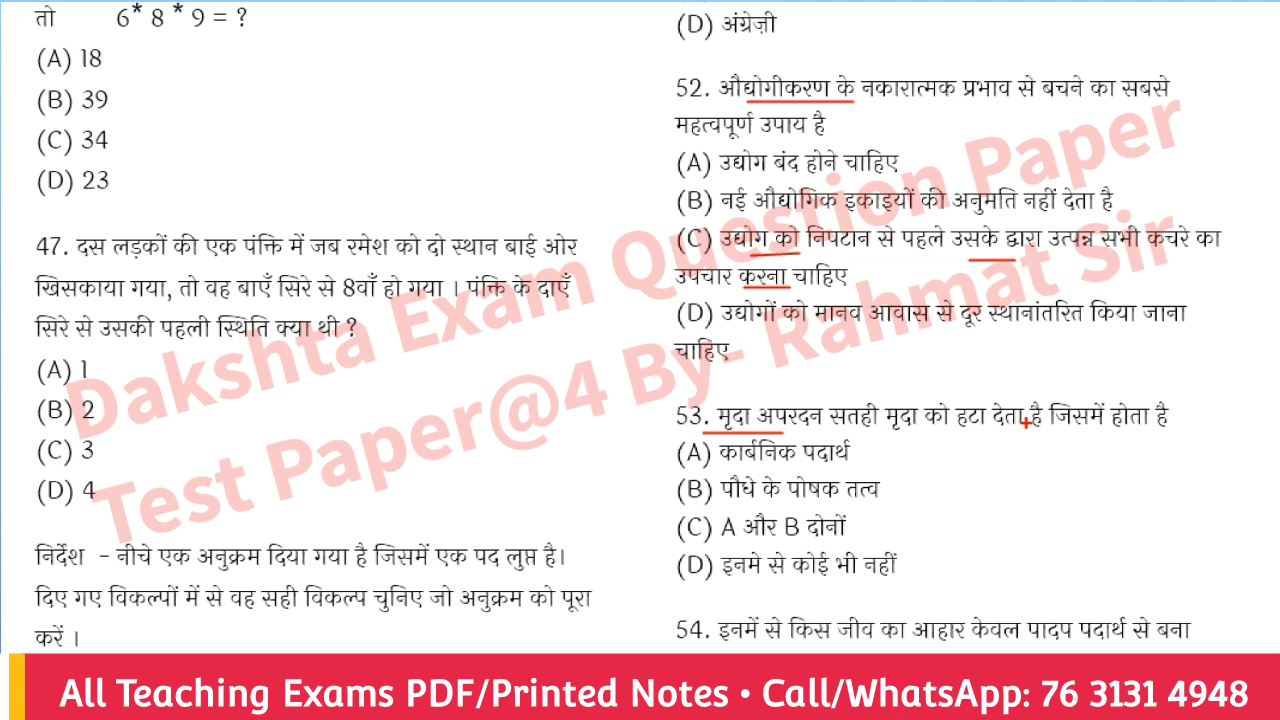 तो 6* 8 * 9 = ?
(A) 18
(B) 39
(C) 34
(D) 23
47. दस लड़कों की एक पंक्ति में जब रमेश को दो स्थान बाई ओर
खिसकाया गया, तो वह बाएँ सिरे से 8वाँ हो गया । पंक्ति के दाएँ
सिरे से उसकी पहली स्थिति क्या थी ?
(A) 1
(B) 2
(C) 3
(D) 4
निर्देश - नीचे एक अनुक्रम दिया गया है जिसमें एक पद लुप्त है।
दिए गए विकल्पों में से वह सही विकल्प चुनिए जो अनुक्रम को पूरा
करें ।
(D) अंग्रेज़ी
52. औद्योगीकरण के नकारात्मक प्रभाव से बचने का सबसे
महत्वपूर्ण उपाय है
(A) उद्योग बंद होने चाहिए
(B) नई औद्योगिक इकाइयों की अनुमति नहीं देता है
(C) उद्योग को निपटान से पहले उसके द्वारा उत्पन्न सभी कचरे का
उपचार करना चाहिए
(D) उद्योगों को मानव आवास से दूर स्थानांतरित किया जाना
चाहिए
53. मृदा अपरदन सतही मृदा को हटा देता है जिसमें होता है
(A) कार्बनिक पदार्थ
(B) पौधे के पोषक तत्व
(C) A और B दोनों
(D) इनमे से कोई भी नहीं
54. इनमें से किस जीव का आहार केवल पादप पदार्थ से बना
Dakshta Exam Question Paper
Test Paper@4 By- Rahmat Sir
All Teaching Exams PDF/Printed Notes • Call/WhatsApp: 76 3131 4948